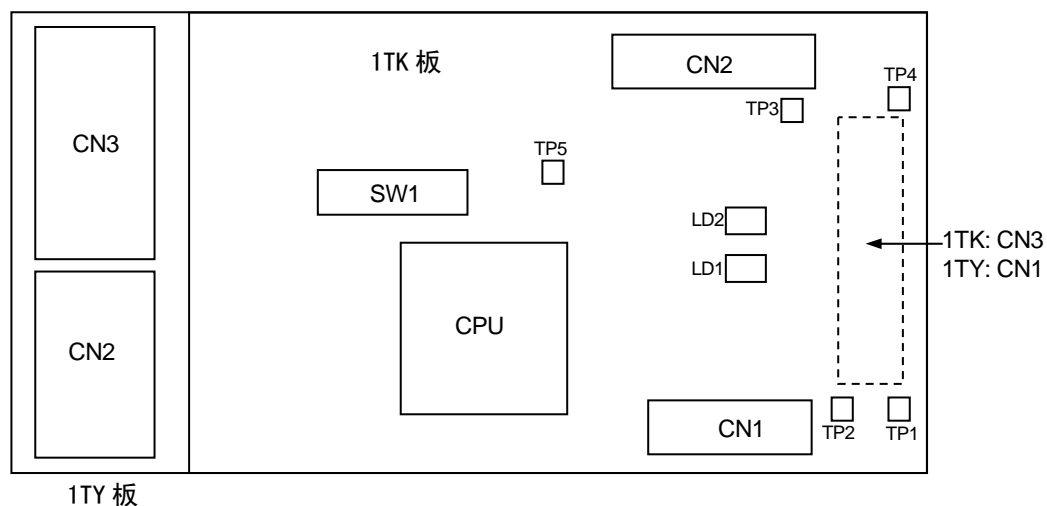 1TK 板
CN2
TP4
TP3
CN3
TP5
SW1
LD2
1TK: CN3
LD1
1TY: CN1
CPU
CN2
CN1
TP2
TP1
1TY 板